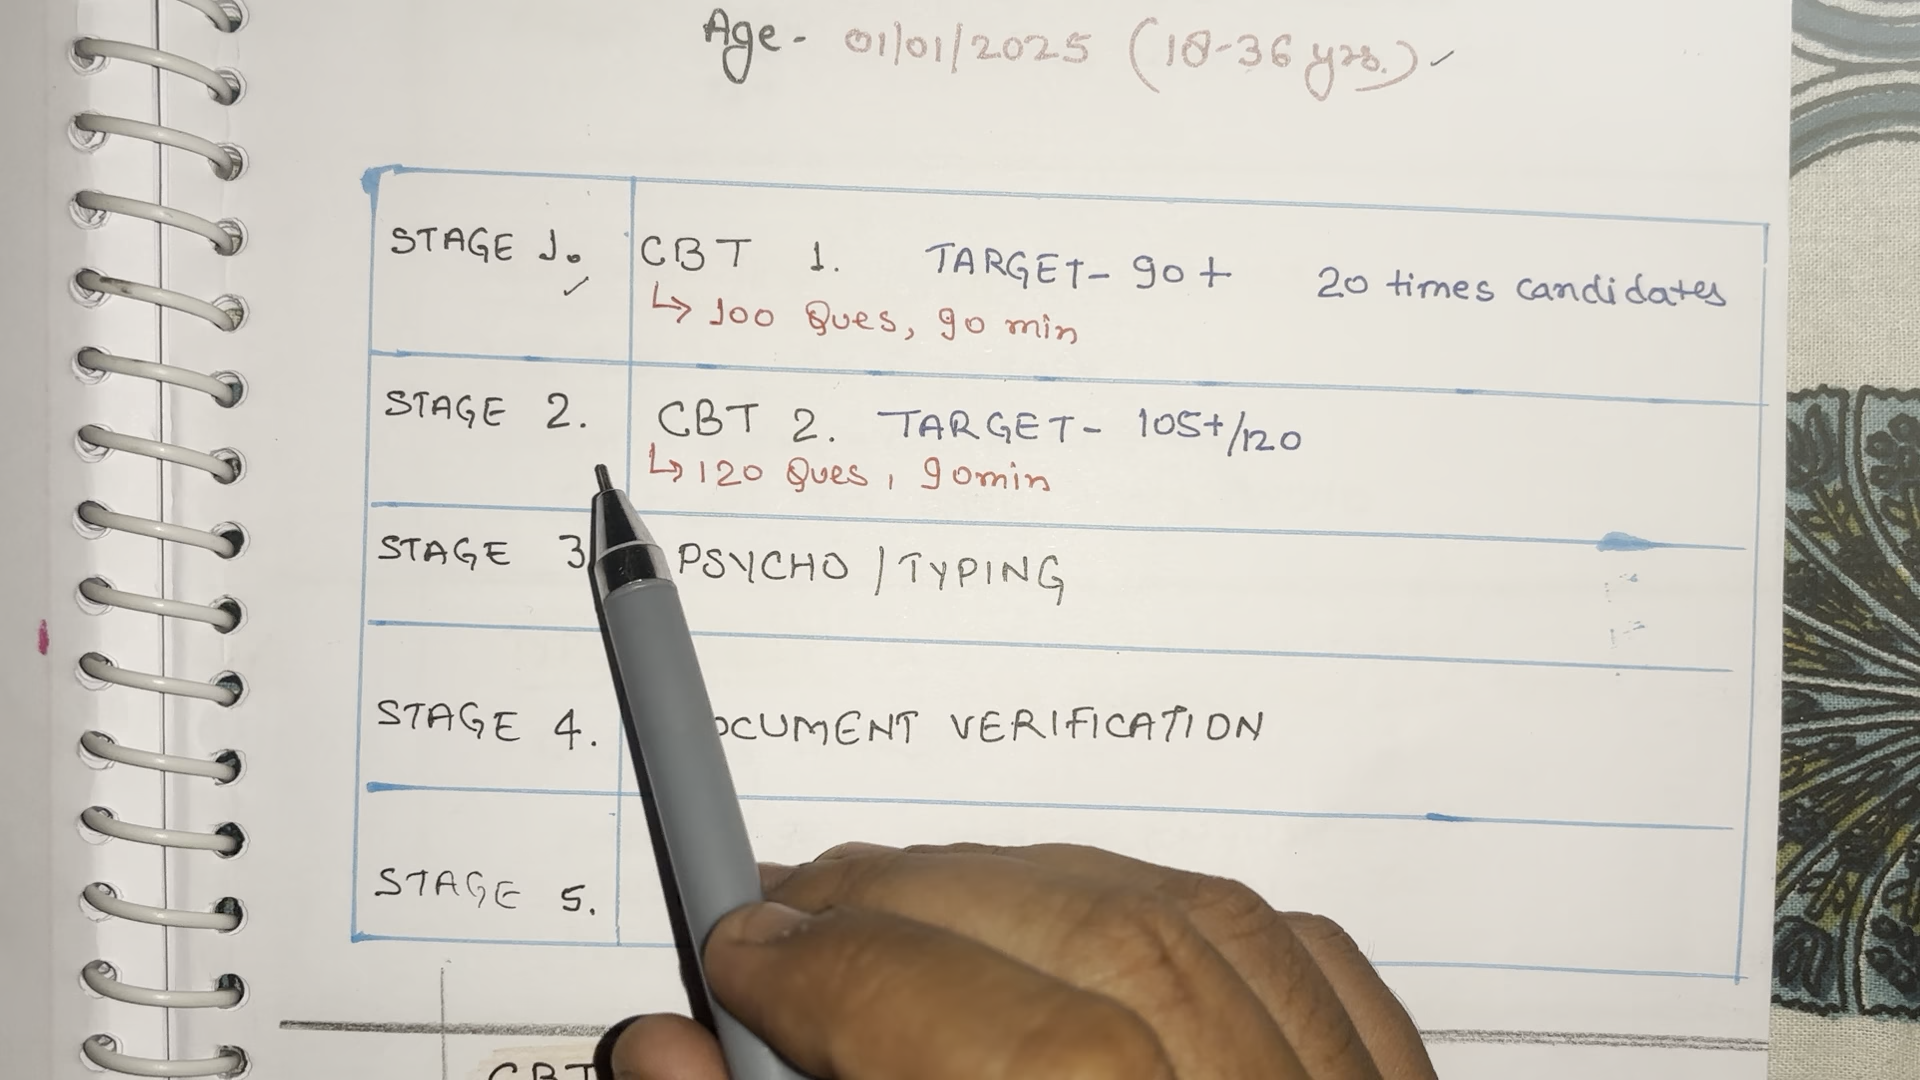 Age - 01/01/2025 (18-36 yrs.)
STAGE 1. CBT 1. TARGET- 90+ 20 times candidates
↳ 100 Ques, 90 min
STAGE 2. CBT 2. TARGET- 105+/120
↳ 120 Ques, 90min
STAGE 3 PSYCHO / TYPING
STAGE 4. OCUMENT VERIFICATION
STAGE 5.
CBT